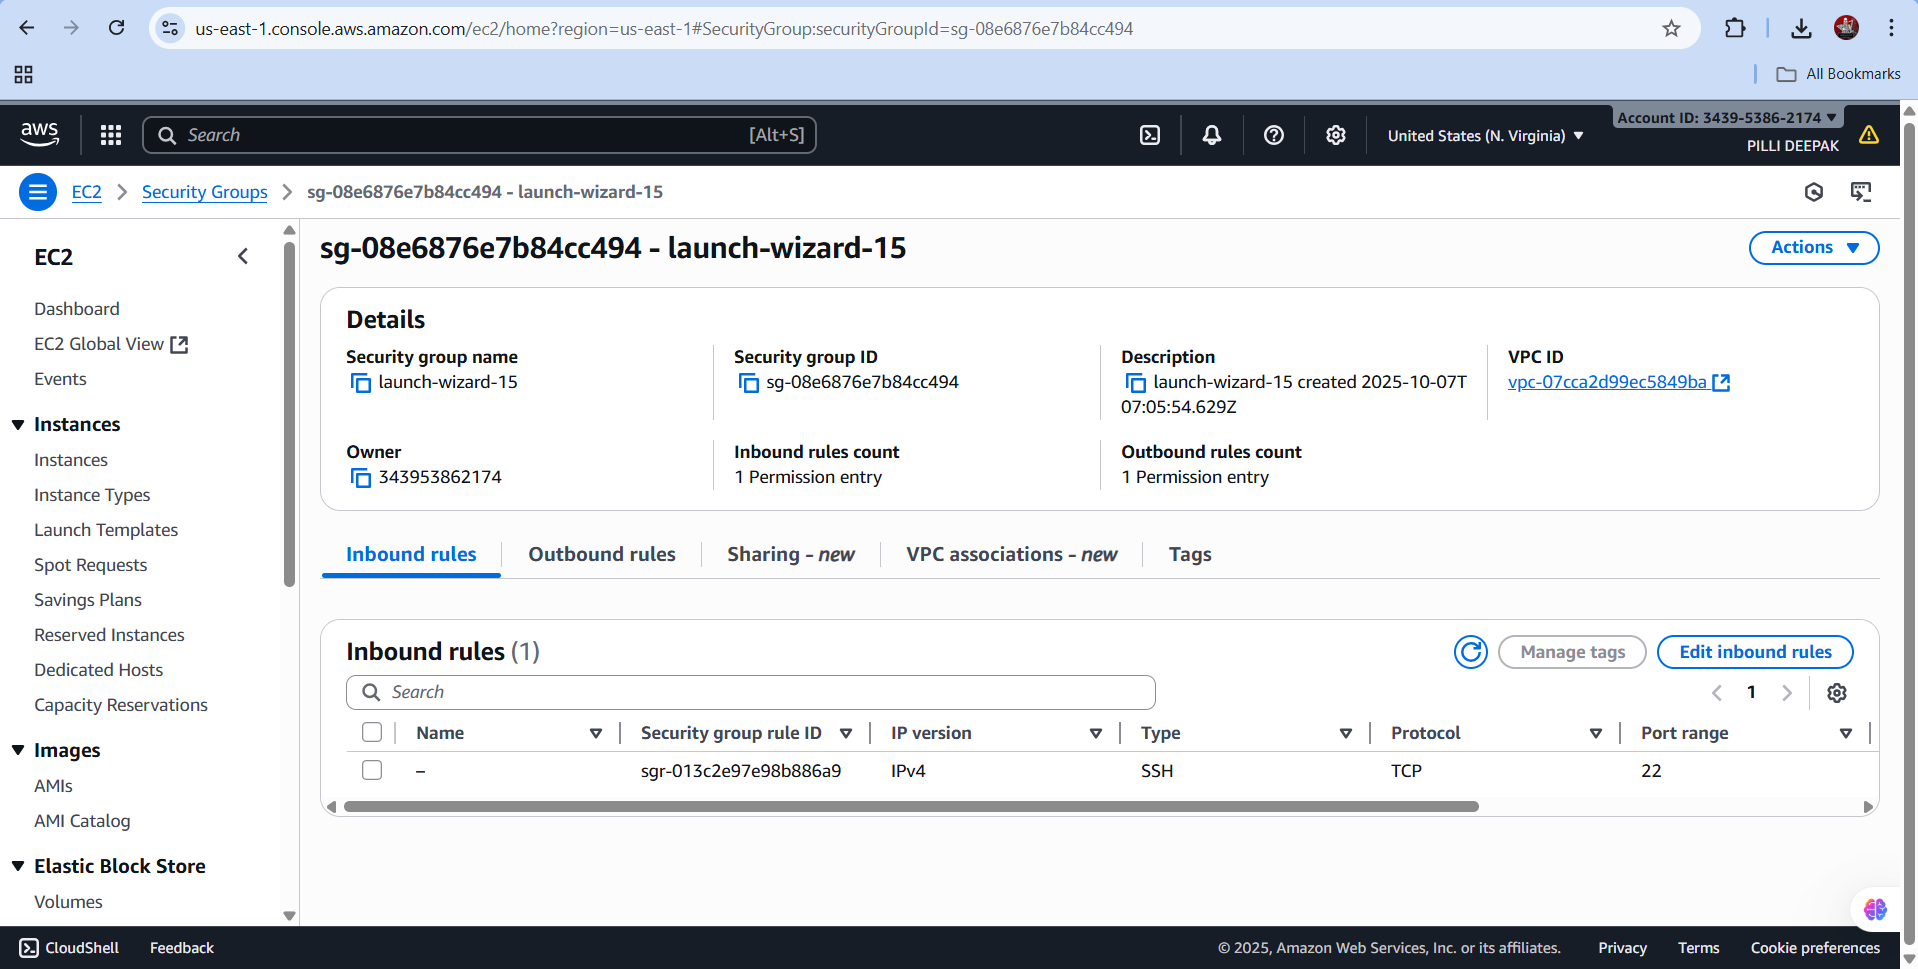 us-east-1.console.aws.amazon.com/ec2/home?region=us-east-1#SecurityGroup:securityGroupId=sg-08e6876e7b84cc494
All Bookmarks
aws
Search
[Alt+S]
United States (N. Virginia)
Account ID: 3439-5386-2174
PILLI DEEPAK
EC2
Security Groups
sg-08e6876e7b84cc494 - launch-wizard-15
EC2
Dashboard
EC2 Global View
Events
Instances
Instances
Instance Types
Launch Templates
Spot Requests
Savings Plans
Reserved Instances
Dedicated Hosts
Capacity Reservations
Images
AMIs
AMI Catalog
Elastic Block Store
Volumes
sg-08e6876e7b84cc494 - launch-wizard-15
Actions
Details
Security group name
launch-wizard-15
Security group ID
sg-08e6876e7b84cc494
Description
launch-wizard-15 created 2025-10-07T
07:05:54.629Z
VPC ID
vpc-07cca2d99ec5849ba
Owner
343953862174
Inbound rules count
1 Permission entry
Outbound rules count
1 Permission entry
Inbound rules
Outbound rules
Sharing - new
VPC associations - new
Tags
Inbound rules (1)
Manage tags
Edit inbound rules
Search
1
Name
Security group rule ID
IP version
Type
Protocol
Port range
–
sgr-013c2e97e98b886a9
IPv4
SSH
TCP
22
CloudShell
Feedback
© 2025, Amazon Web Services, Inc. or its affiliates.
Privacy
Terms
Cookie preferences